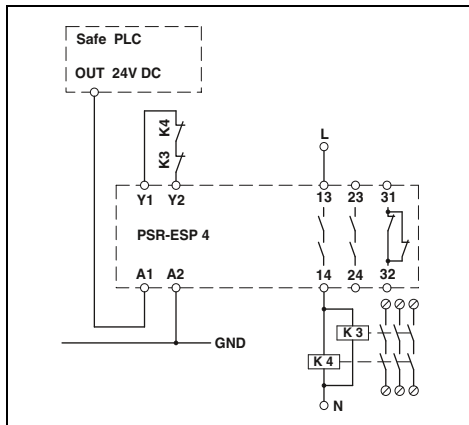 Safe PLC
OUT 24V DC
K4
K3
L
Y1 Y2
13 23 31
PSR-ESP 4
A1 A2
14 24 32
GND
K 3
K 4
N